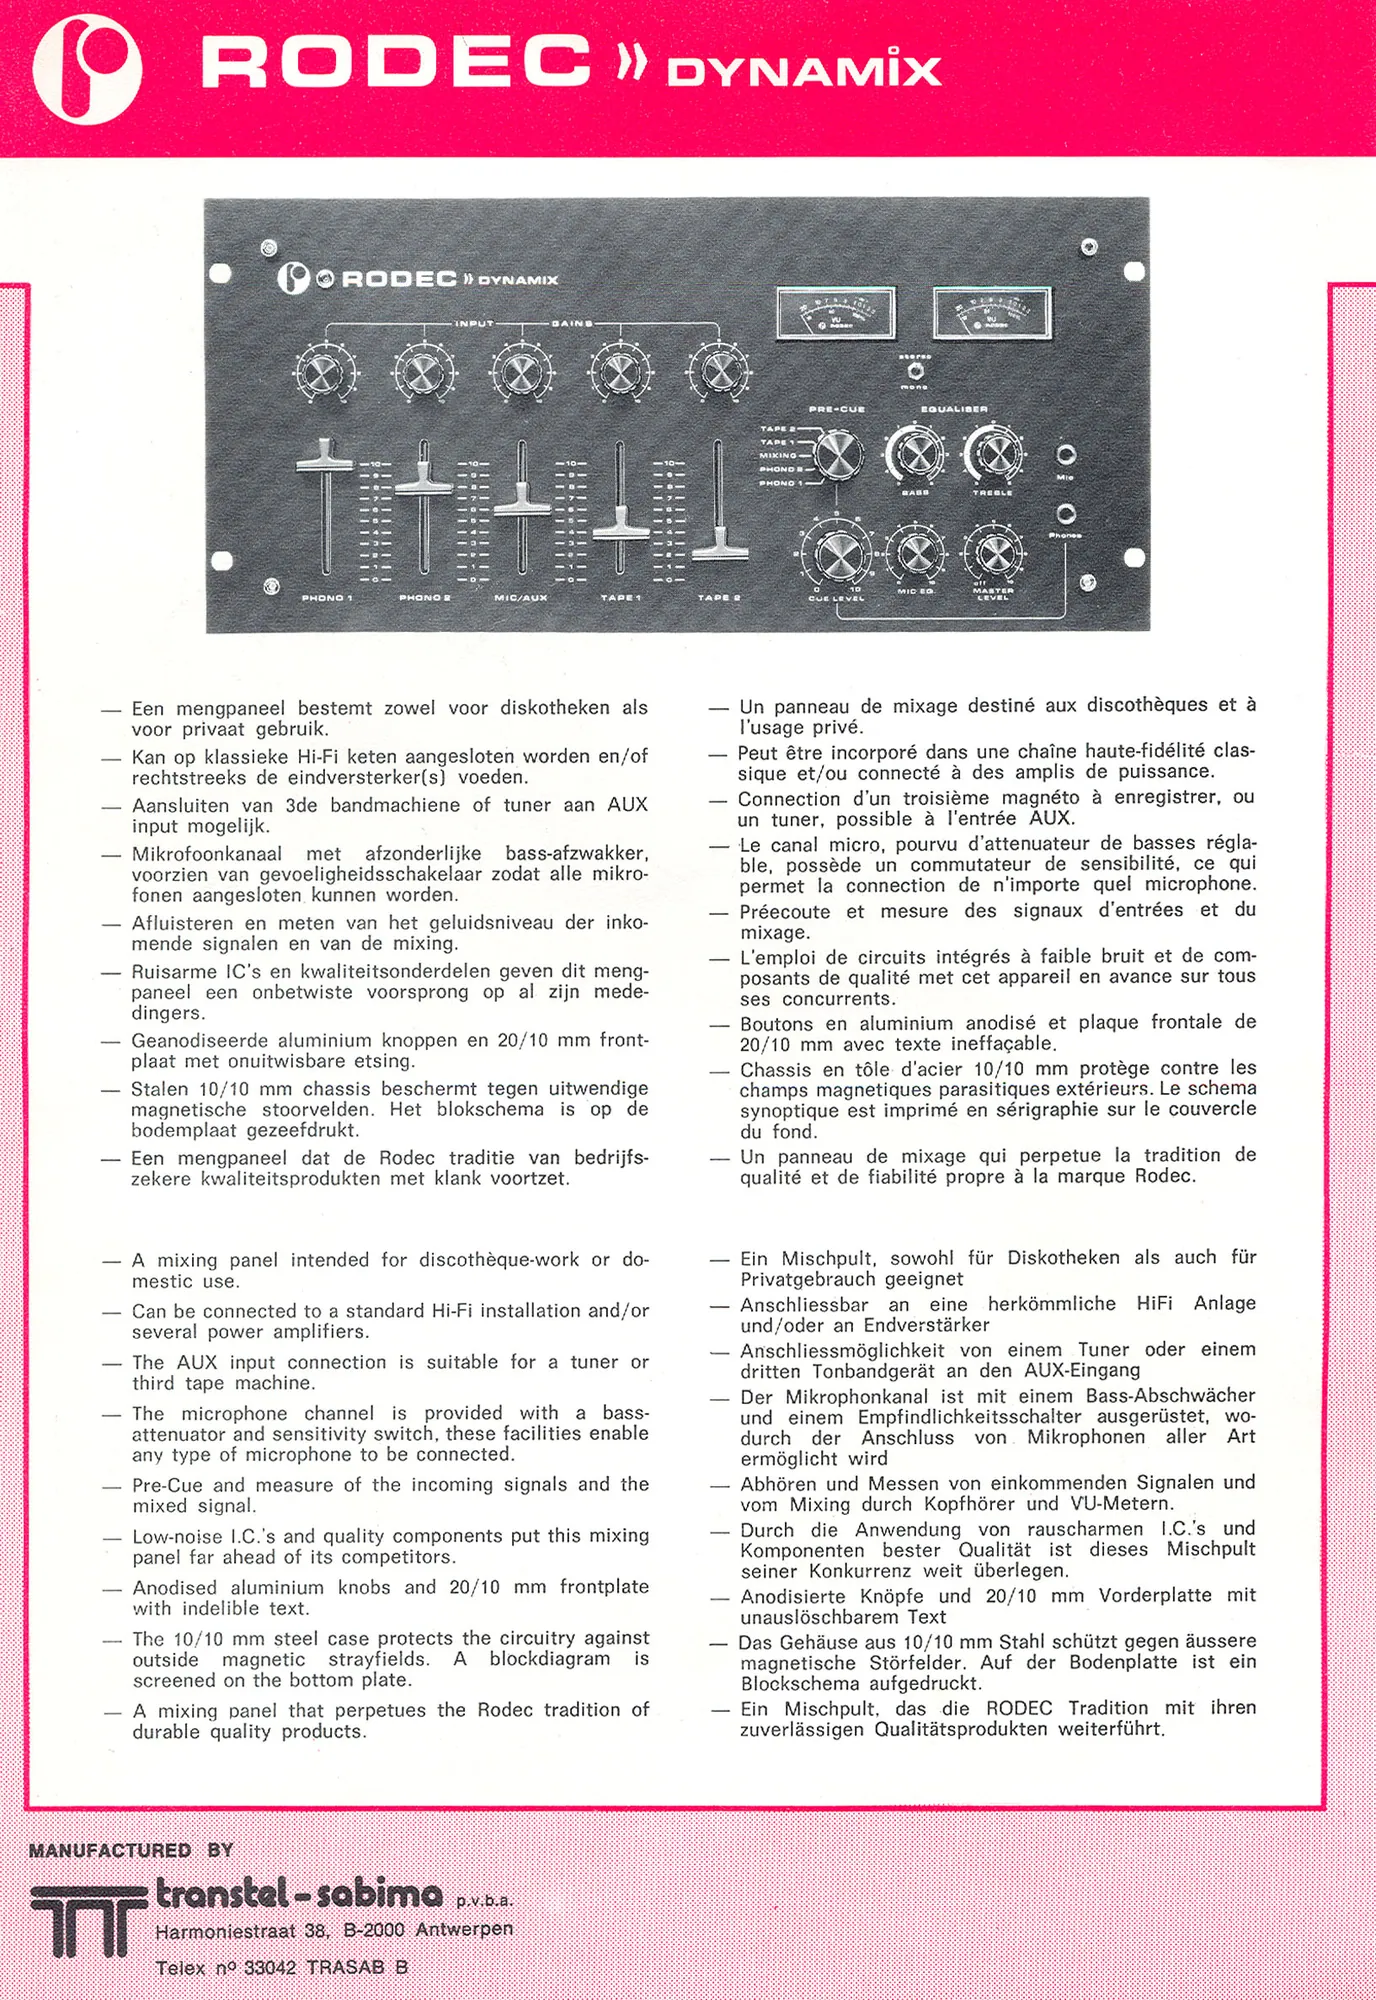 RODEC » DYNAMIX
RODEC » DYNAMIX
INPUT GAINS
VU
VU
stereo
mono
PRE-CUE
EQUALISER
TAPE 2
TAPE 1
MIXING
PHONO 2
PHONO 1
BASS
TREBLE
Mic
Phones
CUE LEVEL
MIC EQ.
MASTER
LEVEL
off
PHONO 1
PHONO 2
MIC/AUX
TAPE 1
TAPE 2
— Een mengpaneel bestemt zowel voor diskotheken als
voor privaat gebruik.
— Kan op klassieke Hi-Fi keten aangesloten worden en/of
rechtstreeks de eindversterker(s) voeden.
— Aansluiten van 3de bandmachiene of tuner aan AUX
input mogelijk.
— Mikrofoonkanaal met afzonderlijke bass-afzwakker,
voorzien van gevoeligheidsschakelaar zodat alle mikro-
fonen aangesloten kunnen worden.
— Afluisteren en meten van het geluidsniveau der inko-
mende signalen en van de mixing.
— Ruisarme IC's en kwaliteitsonderdelen geven dit meng-
paneel een onbetwiste voorsprong op al zijn mede-
dingers.
— Geanodiseerde aluminium knoppen en 20/10 mm front-
plaat met onuitwisbare etsing.
— Stalen 10/10 mm chassis beschermt tegen uitwendige
magnetische stoorvelden. Het blokschema is op de
bodemplaat gezeefdrukt.
— Een mengpaneel dat de Rodec traditie van bedrijfs-
zekere kwaliteitsprodukten met klank voortzet.
— Un panneau de mixage destiné aux discothèques et à
l'usage privé.
— Peut être incorporé dans une chaîne haute-fidélité clas-
sique et/ou connecté à des amplis de puissance.
— Connection d'un troisième magnéto à enregistrer, ou
un tuner, possible à l'entrée AUX.
— Le canal micro, pourvu d'attenuateur de basses régla-
ble, possède un commutateur de sensibilité, ce qui
permet la connection de n'importe quel microphone.
— Préecoute et mesure des signaux d'entrées et du
mixage.
— L'emploi de circuits intégrés à faible bruit et de com-
posants de qualité met cet appareil en avance sur tous
ses concurrents.
— Boutons en aluminium anodisé et plaque frontale de
20/10 mm avec texte ineffaçable.
— Chassis en tôle d'acier 10/10 mm protège contre les
champs magnetiques parasitiques extérieurs. Le schema
synoptique est imprimé en sérigraphie sur le couvercle
du fond.
— Un panneau de mixage qui perpetue la tradition de
qualité et de fiabilité propre à la marque Rodec.
— A mixing panel intended for discothèque-work or do-
mestic use.
— Can be connected to a standard Hi-Fi installation and/or
several power amplifiers.
— The AUX input connection is suitable for a tuner or
third tape machine.
— The microphone channel is provided with a bass-
attenuator and sensitivity switch, these facilities enable
any type of microphone to be connected.
— Pre-Cue and measure of the incoming signals and the
mixed signal.
— Low-noise I.C.'s and quality components put this mixing
panel far ahead of its competitors.
— Anodised aluminium knobs and 20/10 mm frontplate
with indelible text.
— The 10/10 mm steel case protects the circuitry against
outside magnetic strayfields. A blockdiagram is
screened on the bottom plate.
— A mixing panel that perpetues the Rodec tradition of
durable quality products.
— Ein Mischpult, sowohl für Diskotheken als auch für
Privatgebrauch geeignet
— Anschliessbar an eine herkömmliche HiFi Anlage
und/oder an Endverstärker
— Anschliessmöglichkeit von einem Tuner oder einem
dritten Tonbandgerät an den AUX-Eingang
— Der Mikrophonkanal ist mit einem Bass-Abschwächer
und einem Empfindlichkeitsschalter ausgerüstet, wo-
durch der Anschluss von Mikrophonen aller Art
ermöglicht wird
— Abhören und Messen von einkommenden Signalen und
vom Mixing durch Kopfhörer und VU-Metern.
— Durch die Anwendung von rauscharmen I.C.'s und
Komponenten bester Qualität ist dieses Mischpult
seiner Konkurrenz weit überlegen.
— Anodisierte Knöpfe und 20/10 mm Vorderplatte mit
unauslöschbarem Text
— Das Gehäuse aus 10/10 mm Stahl schützt gegen äussere
magnetische Störfelder. Auf der Bodenplatte ist ein
Blockschema aufgedruckt.
— Ein Mischpult, das die RODEC Tradition mit ihren
zuverlässigen Qualitätsprodukten weiterführt.
MANUFACTURED BY
transtel-sabima p.v.b.a.
Harmoniestraat 38, B-2000 Antwerpen
Telex nº 33042 TRASAB B